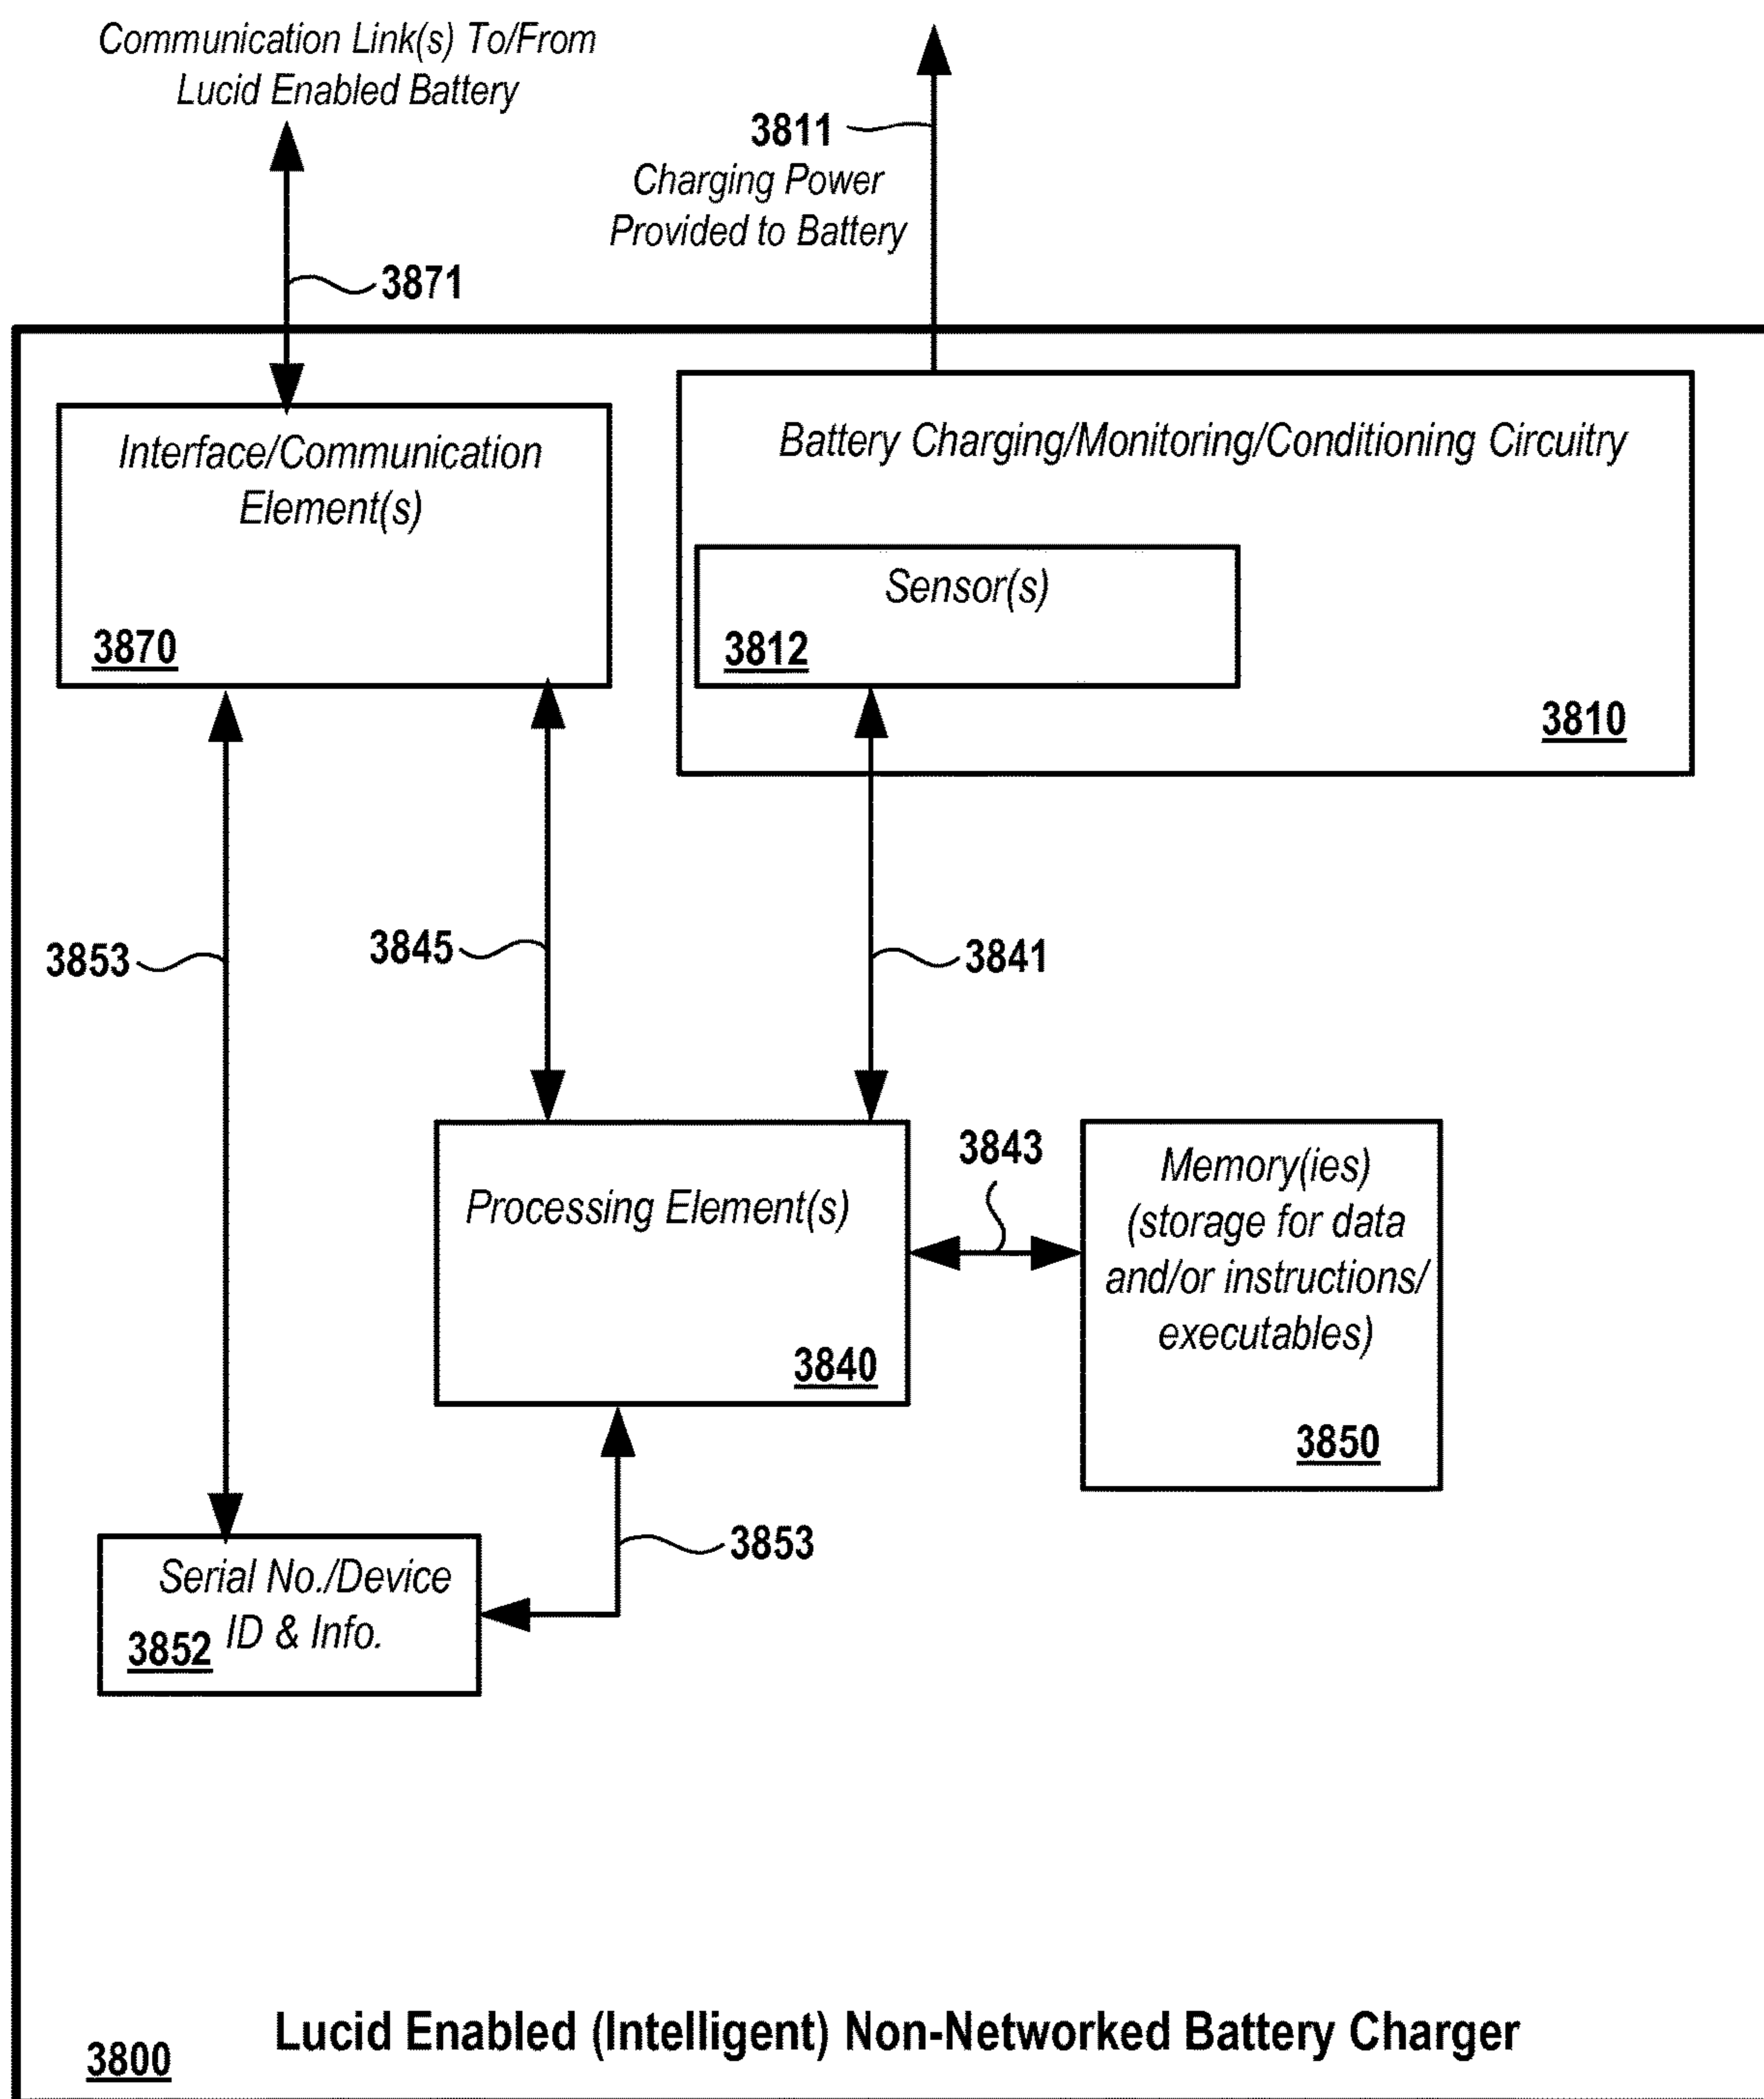 Communication Link(s) To/From
Lucid Enabled Battery
3811
Charging Power
Provided to Battery
3871
Interface/Communication
Element(s)
3870
Battery Charging/Monitoring/Conditioning Circuitry
Sensor(s)
3812
3810
3853
3845
3841
Processing Element(s)
3840
3843
Memory(ies)
(storage for data
and/or instructions/
executables)
3850
3853
Serial No./Device
ID & Info.
3852
Lucid Enabled (Intelligent) Non-Networked Battery Charger
3800